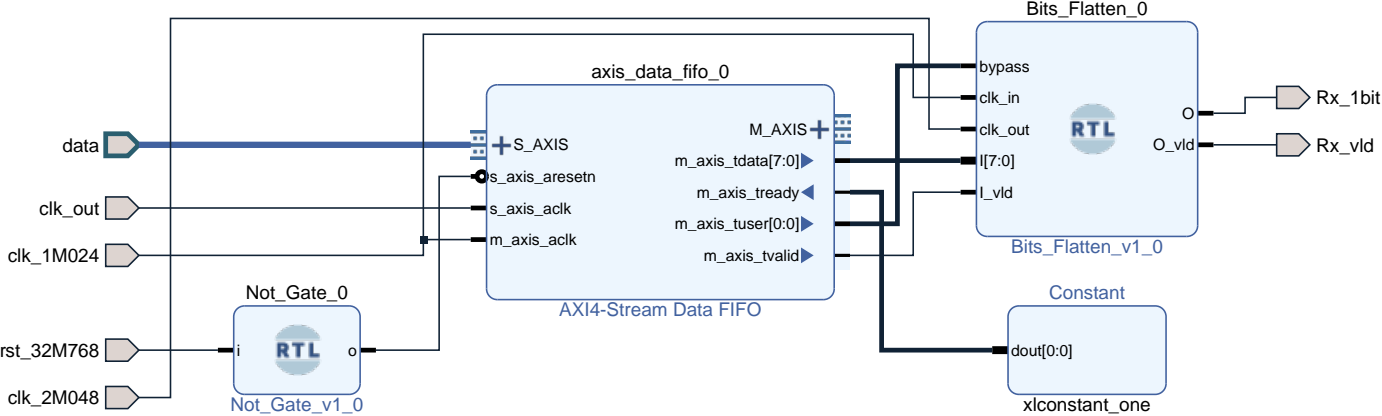 Bits_Flatten_0
bypass
clk_in
clk_out
I[7:0]
I_vld
RTL
O
O_vld
Bits_Flatten_v1_0
Rx_1bit
Rx_vld
axis_data_fifo_0
S_AXIS
s_axis_aresetn
s_axis_aclk
m_axis_aclk
M_AXIS
m_axis_tdata[7:0]
m_axis_tready
m_axis_tuser[0:0]
m_axis_tvalid
AXI4-Stream Data FIFO
data
clk_out
clk_1M024
Not_Gate_0
i
RTL
o
Not_Gate_v1_0
rst_32M768
clk_2M048
Constant
dout[0:0]
xlconstant_one